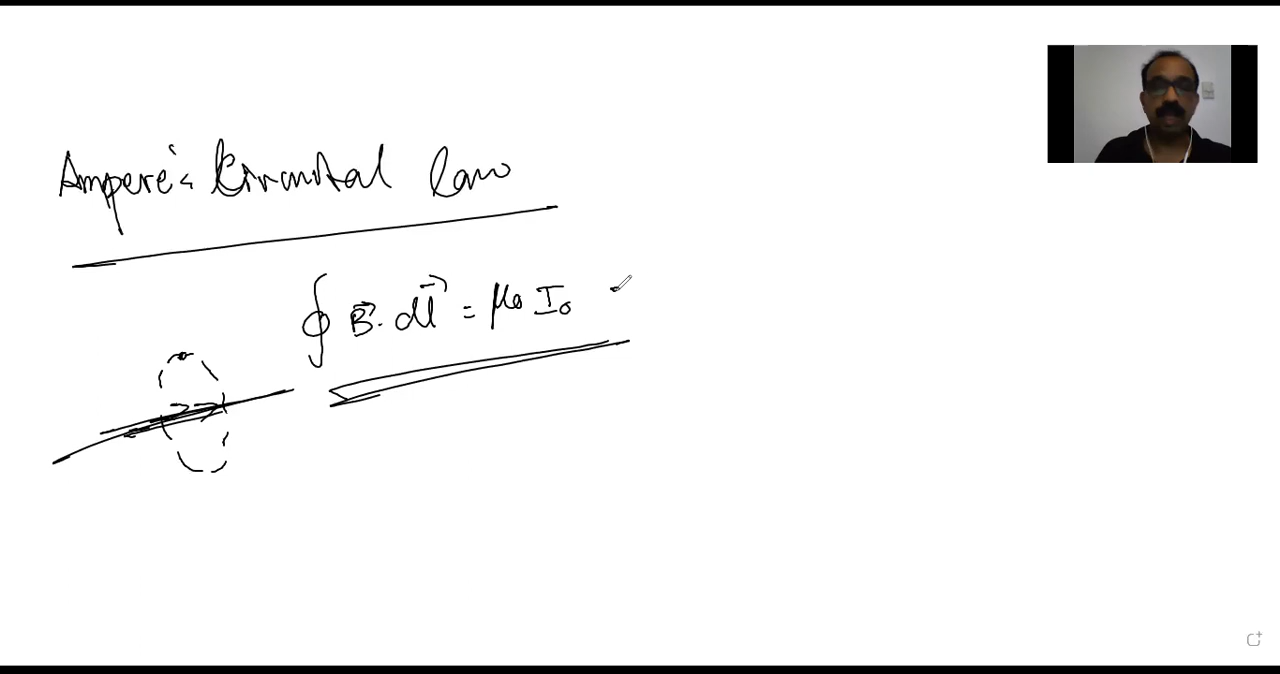 Ampere's Circuital law
∮ B⃗. dl⃗ = μ₀ I₀